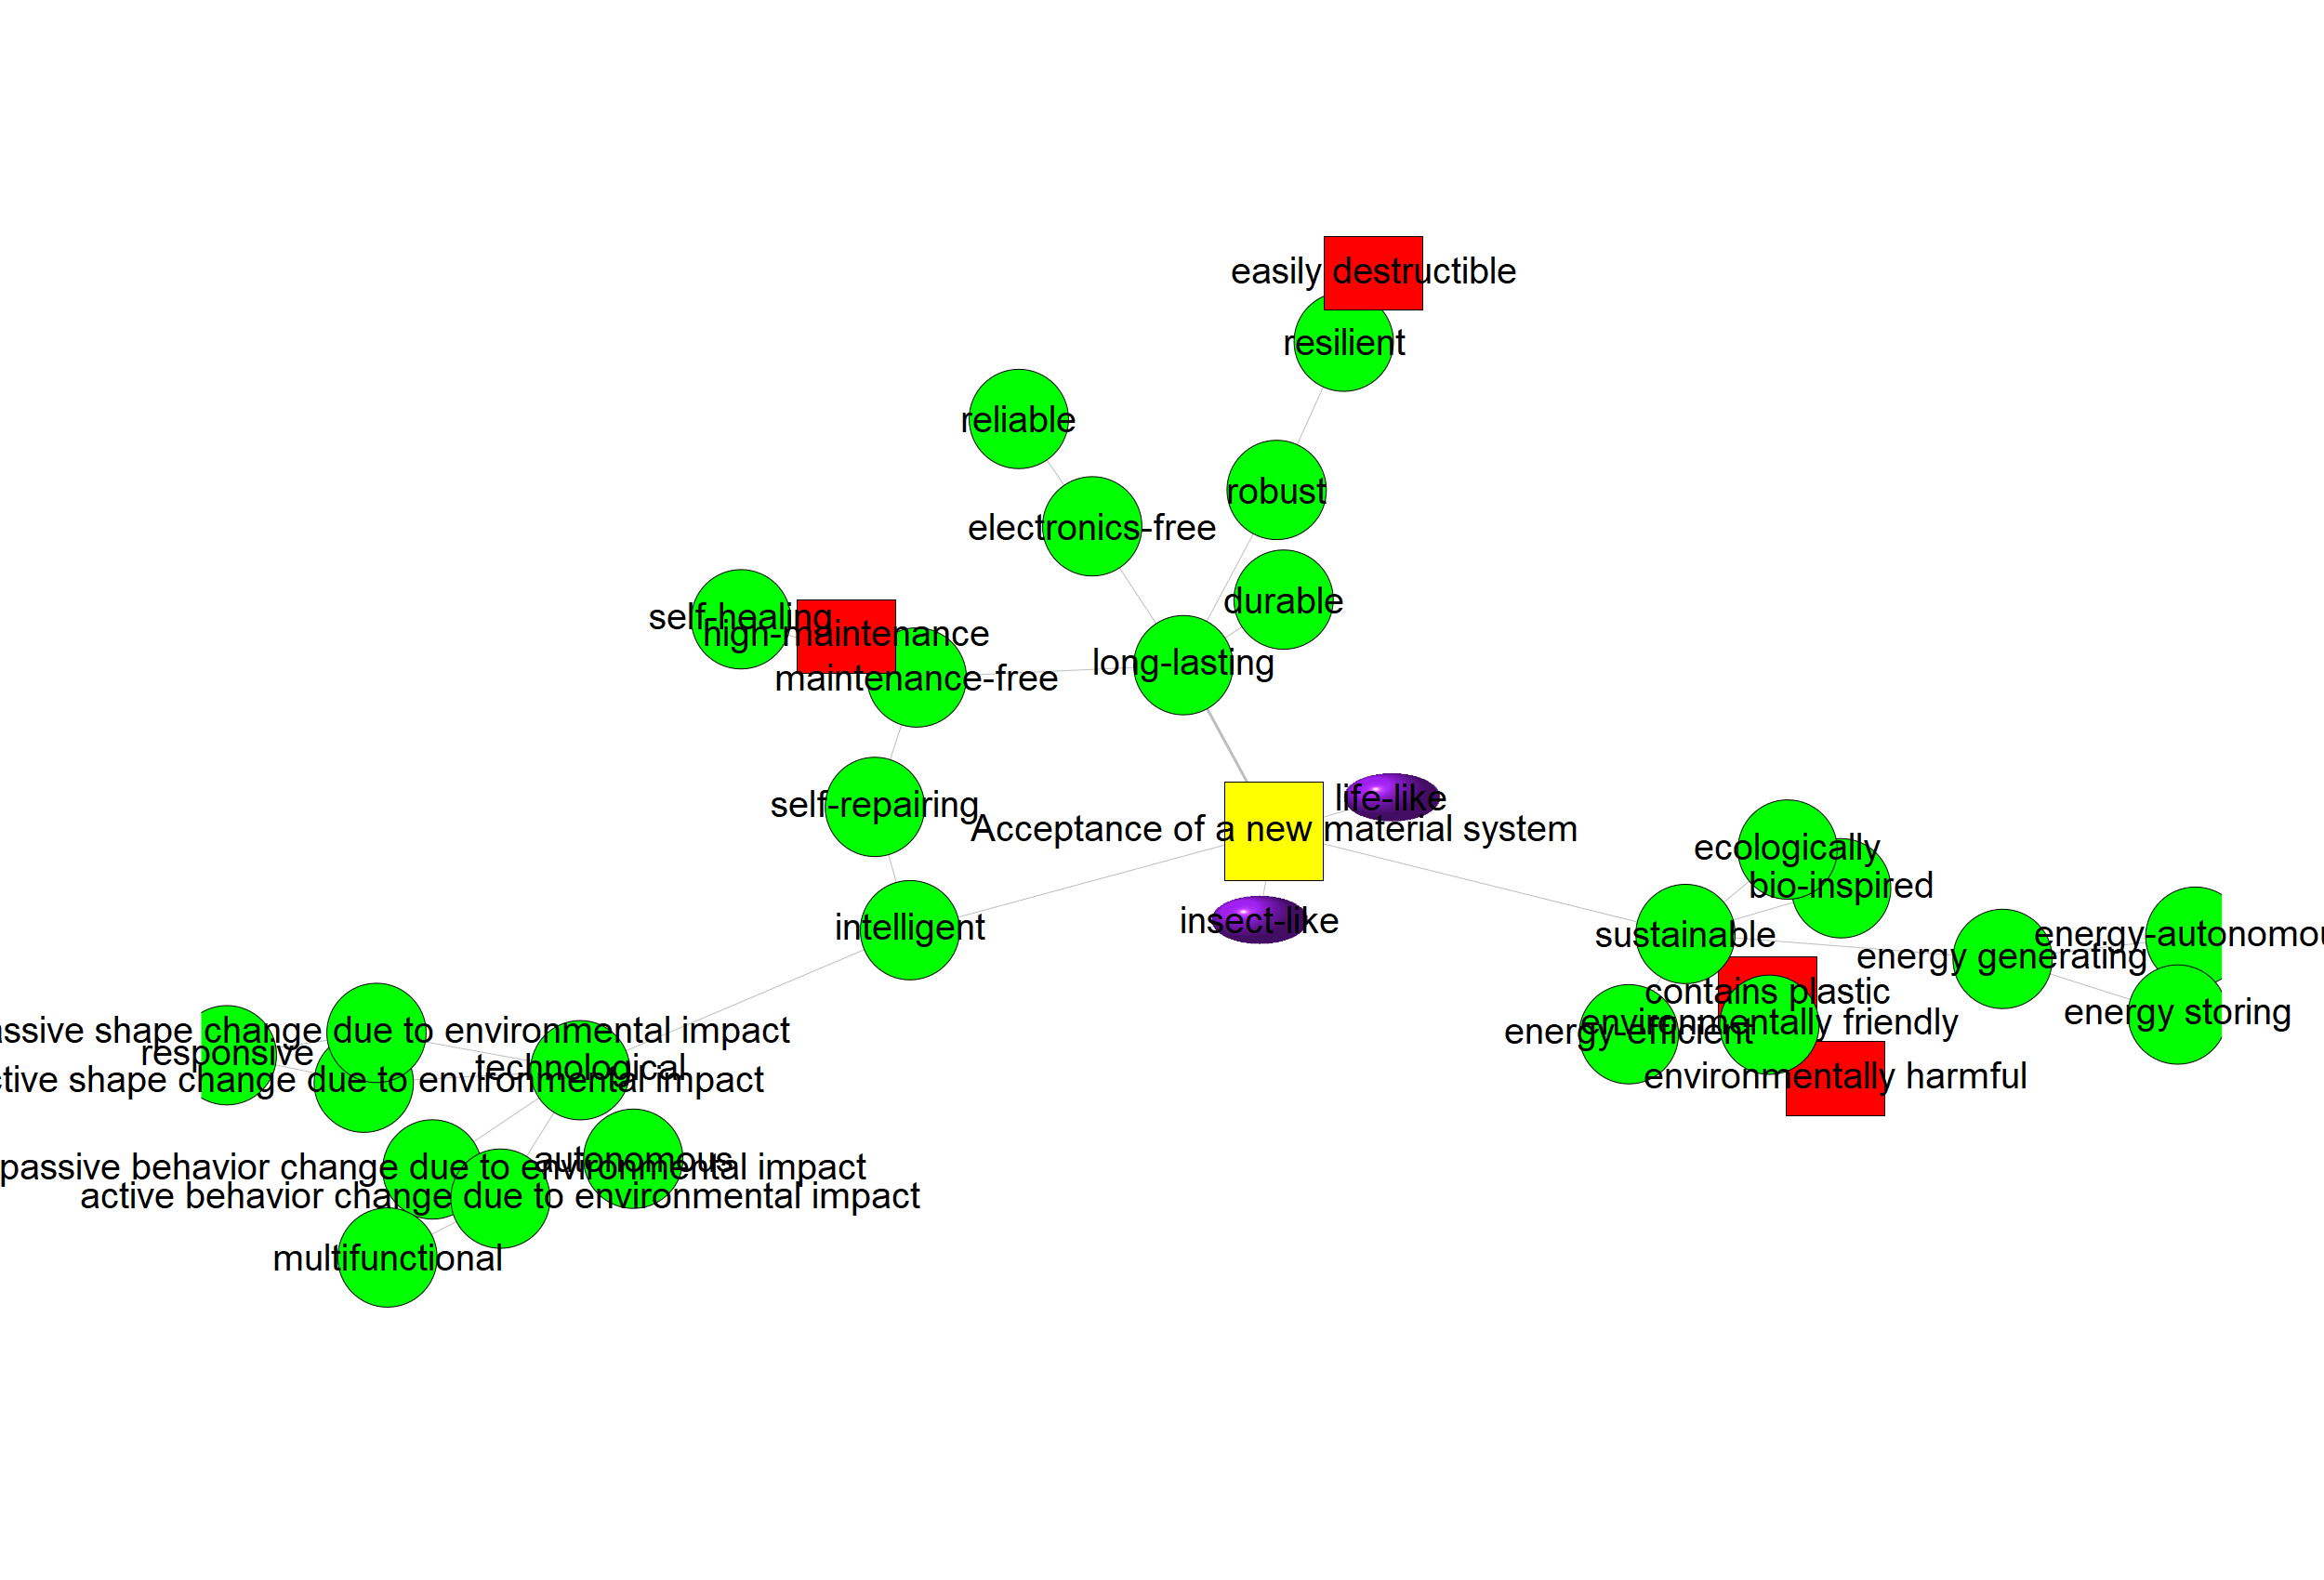 easily destructible
resilient
reliable
robust
electronics-free
durable
self-healing
high-maintenance
long-lasting
maintenance-free
life-like
self-repairing
Acceptance of a new material system
ecologically
bio-inspired
insect-like
intelligent
sustainable
energy-autonomou
energy generating
contains plastic
energy storing
environmentally friendly
energy-efficient
environmentally harmful
assive shape change due to environmental impact
responsive
technological
ctive shape change due to environmental impact
autonomous
passive behavior change due to environmental impact
active behavior change due to environmental impact
multifunctional